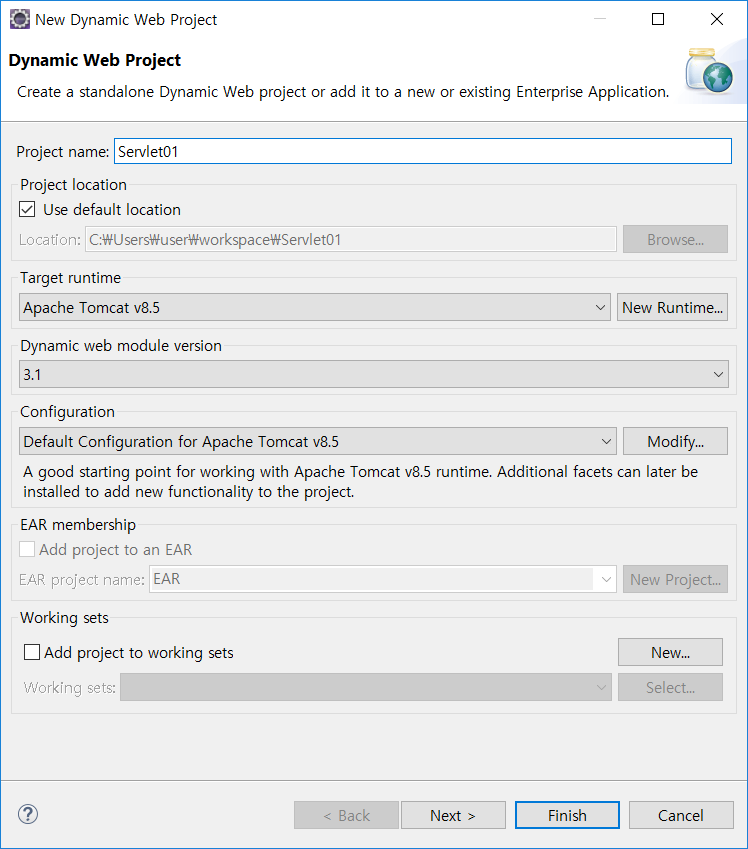 New Dynamic Web Project
Dynamic Web Project
Create a standalone Dynamic Web project or add it to a new or existing Enterprise Application.
Project name: Servlet01
Project location
Use default location
Location: C:₩Users₩user₩workspace₩Servlet01 Browse...
Target runtime
Apache Tomcat v8.5 New Runtime...
Dynamic web module version
3.1
Configuration
Default Configuration for Apache Tomcat v8.5 Modify...
A good starting point for working with Apache Tomcat v8.5 runtime. Additional facets can later be
installed to add new functionality to the project.
EAR membership
Add project to an EAR
EAR project name: EAR New Project...
Working sets
Add project to working sets New...
Working sets: Select...
? < Back Next > Finish Cancel